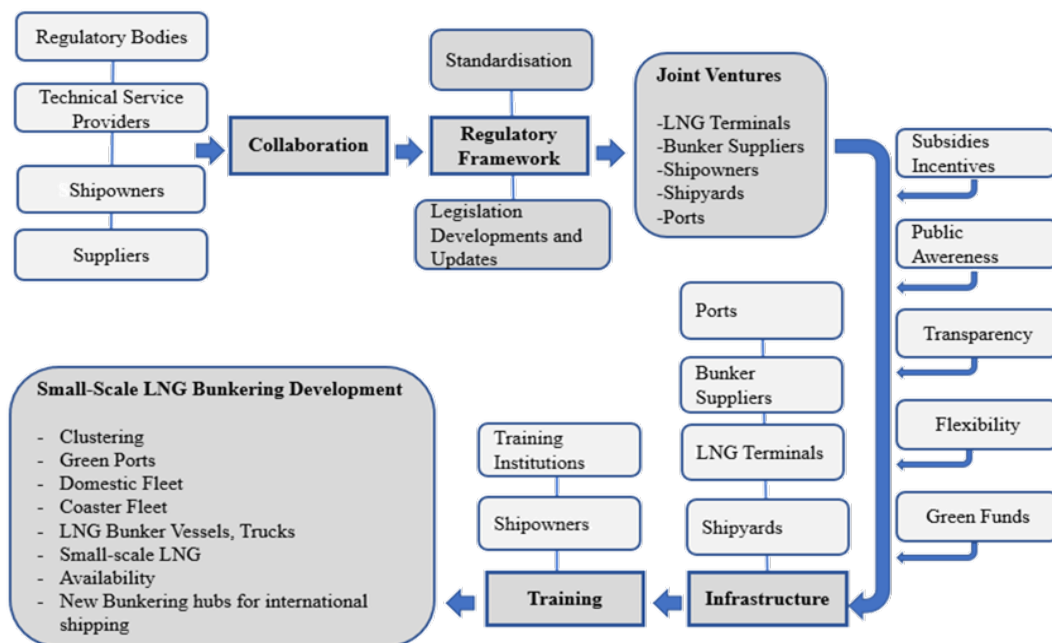 Regulatory Bodies
Technical Service
Providers
Shipowners
Suppliers
Collaboration
Standardisation
Regulatory
Framework
Legislation
Developments and
Updates
Joint Ventures
-LNG Terminals
-Bunker Suppliers
-Shipowners
-Shipyards
-Ports
Subsidies
Incentives
Public
Awereness
Transparency
Flexibility
Green Funds
Ports
Bunker
Suppliers
LNG Terminals
Shipyards
Infrastructure
Training
Institutions
Shipowners
Training
Small-Scale LNG Bunkering Development
- Clustering
- Green Ports
- Domestic Fleet
- Coaster Fleet
- LNG Bunker Vessels, Trucks
- Small-scale LNG
- Availability
- New Bunkering hubs for international
shipping